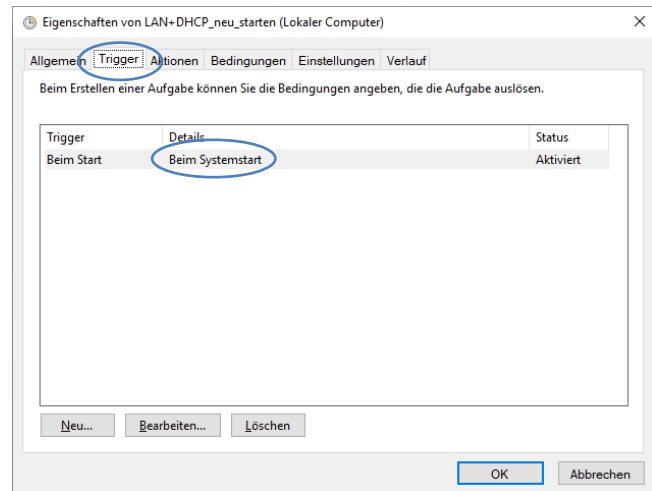 Eigenschaften von LAN+DHCP_neu_starten (Lokaler Computer)
Allgemein Trigger Aktionen Bedingungen Einstellungen Verlauf
Beim Erstellen einer Aufgabe können Sie die Bedingungen angeben, die die Aufgabe auslösen.
Trigger Details Status
Beim Start Beim Systemstart Aktiviert
Neu... Bearbeiten... Löschen
OK Abbrechen